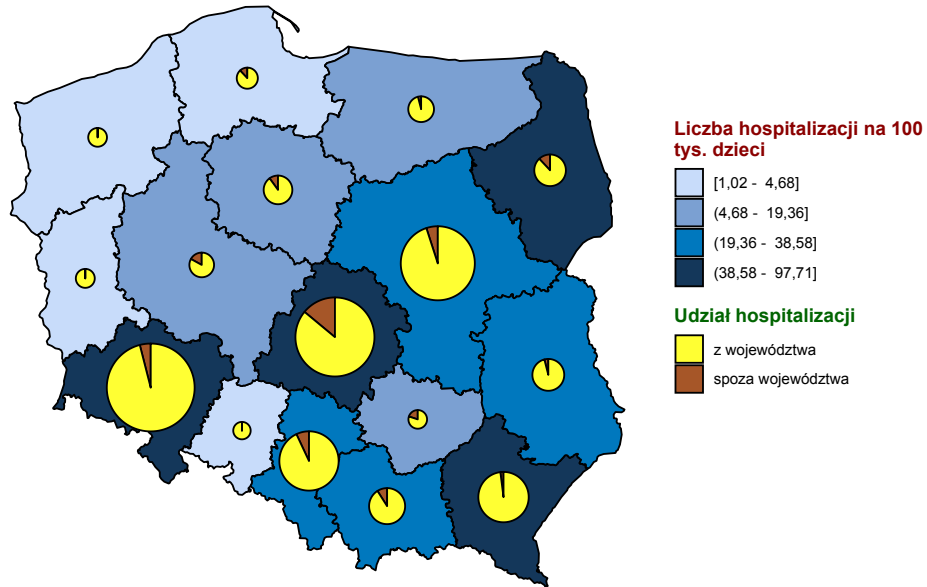 Liczba hospitalizacji na 100
tys. dzieci
[1,02 - 4,68]
(4,68 - 19,36]
(19,36 - 38,58]
(38,58 - 97,71]
Udział hospitalizacji
z województwa
spoza województwa